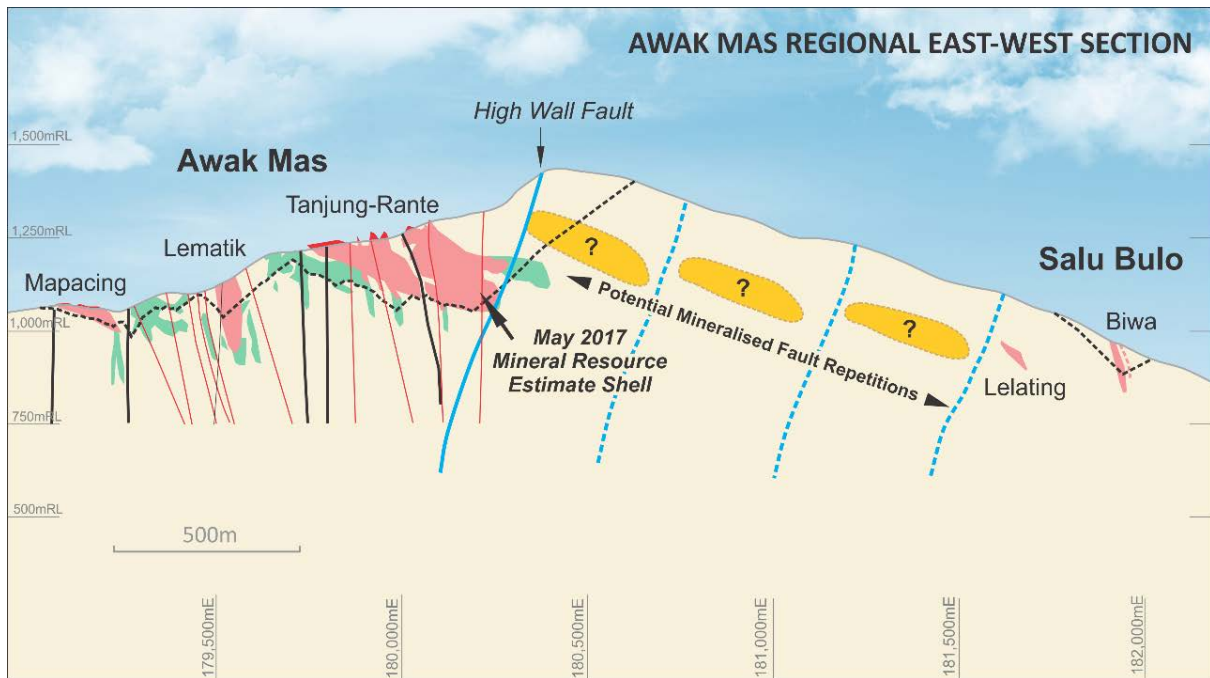 AWAK MAS REGIONAL EAST-WEST SECTION
High Wall Fault
1,500mRL
Awak Mas
Tanjung-Rante
1,250mRL
Lematik
Salu Bulo
Mapacing
Biwa
1,000mRL
?
?
?
Potential Mineralised Fault Repetitions
May 2017
Mineral Resource
Estimate Shell
Lelating
750mRL
500mRL
500m
179,500mE
180,000mE
180,500mE
181,000mE
181,500mE
182,000mE